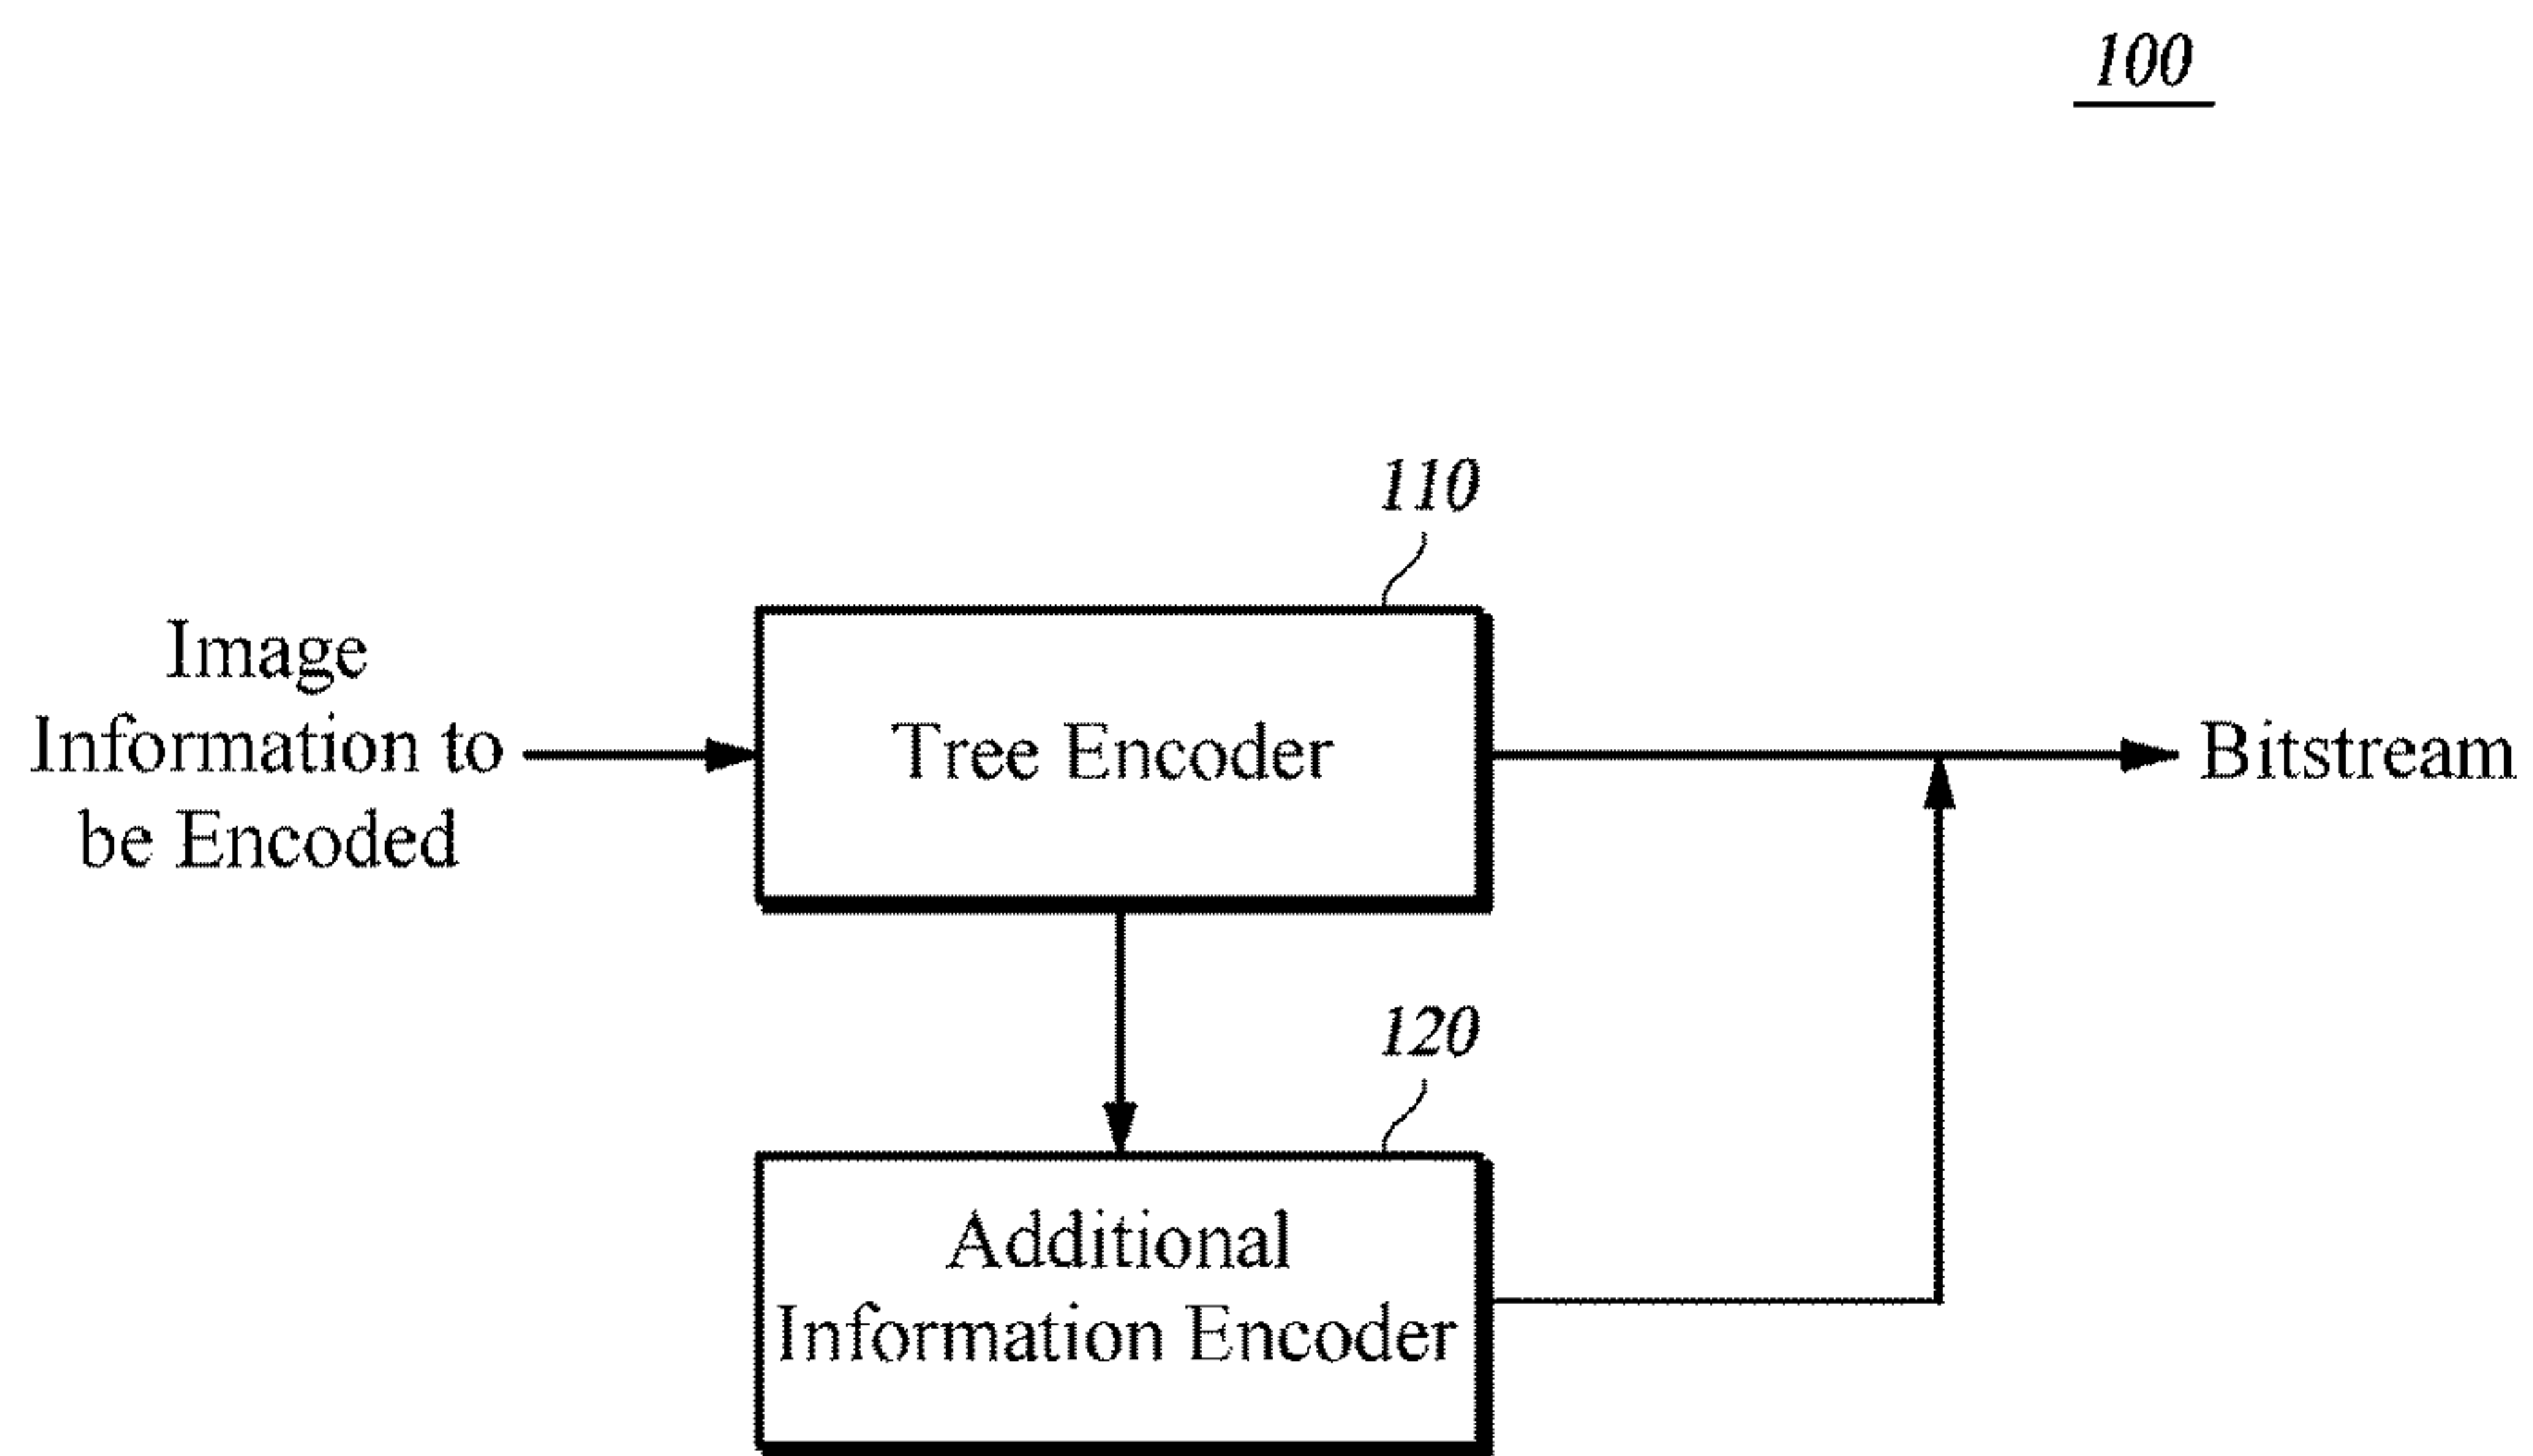 100
110
Image
Information to
be Encoded
Tree Encoder
Bitstream
120
Additional
Information Encoder